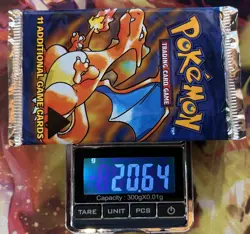 POKéMON
TRADING CARD GAME
11 ADDITIONAL GAME CARDS
g
20.64
Capacity : 300gX0.01g
TARE
UNIT
PCS